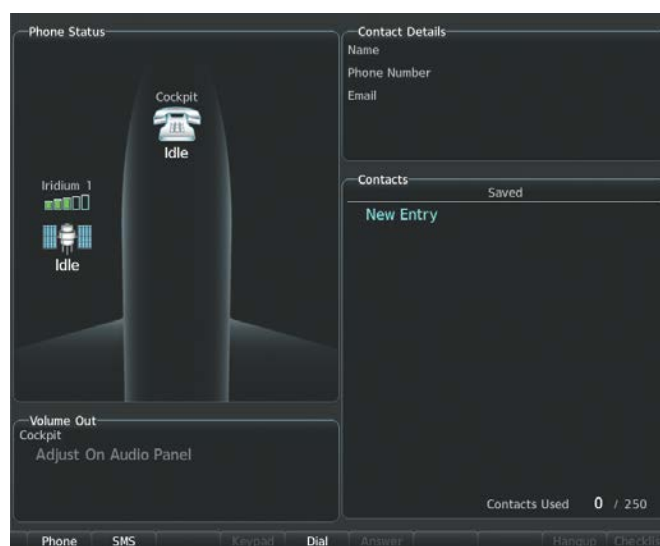 Phone Status
Cockpit
Idle
Iridium 1
Idle
Volume Out
Cockpit
Adjust On Audio Panel
Contact Details
Name
Phone Number
Email
Contacts
Saved
New Entry
Contacts Used 0 / 250
Phone SMS Keypad Dial Answer Hangup Checklis